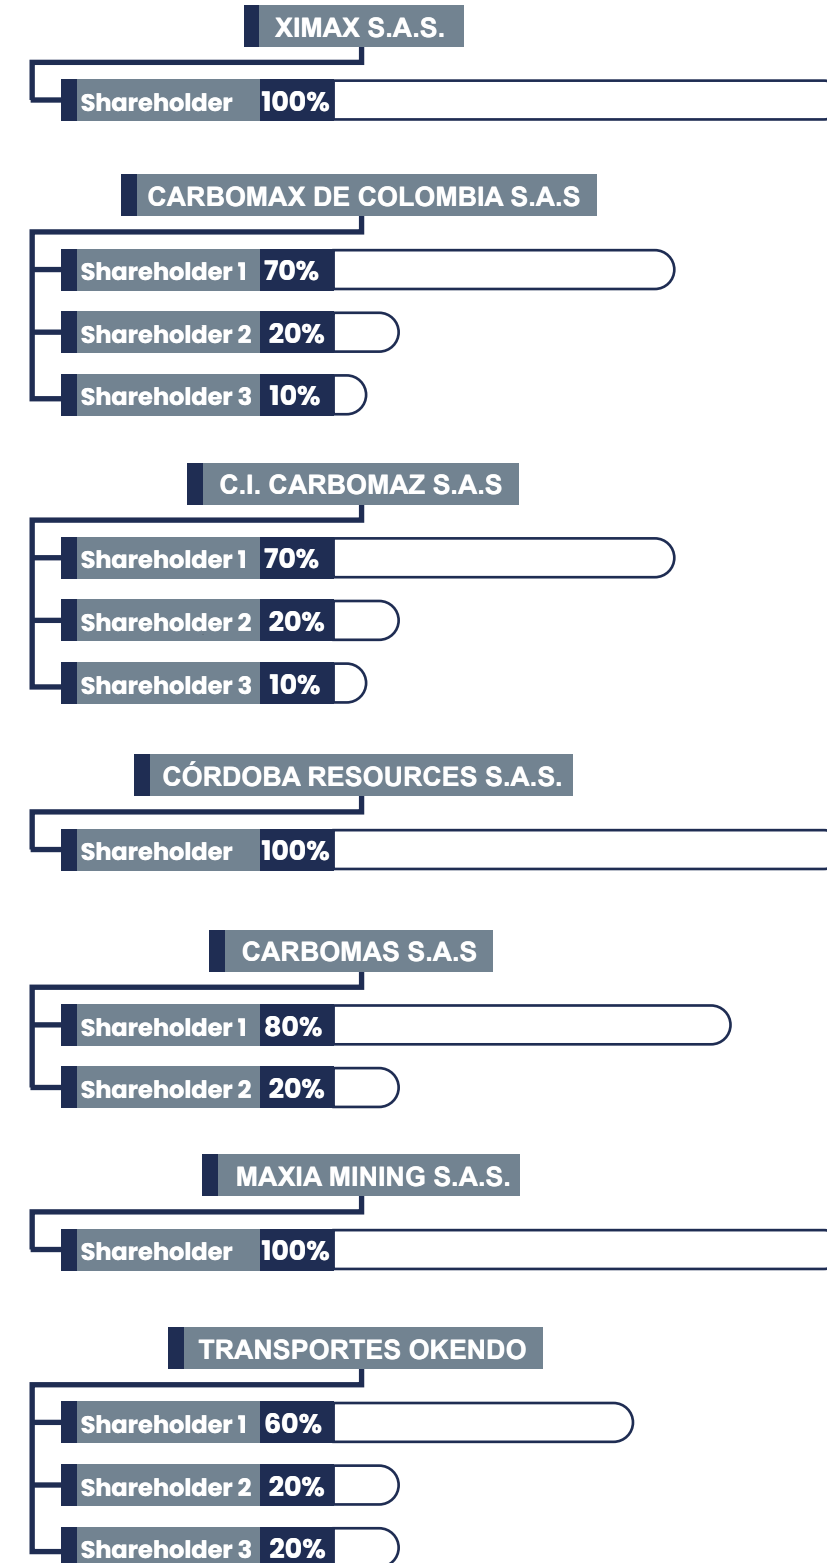 XIMAX S.A.S.
Shareholder 100%
CARBOMAX DE COLOMBIA S.A.S
Shareholder 1 70%
Shareholder 2 20%
Shareholder 3 10%
C.I. CARBOMAZ S.A.S
Shareholder 1 70%
Shareholder 2 20%
Shareholder 3 10%
CÓRDOBA RESOURCES S.A.S.
Shareholder 100%
CARBOMAS S.A.S
Shareholder 1 80%
Shareholder 2 20%
MAXIA MINING S.A.S.
Shareholder 100%
TRANSPORTES OKENDO
Shareholder 1 60%
Shareholder 2 20%
Shareholder 3 20%